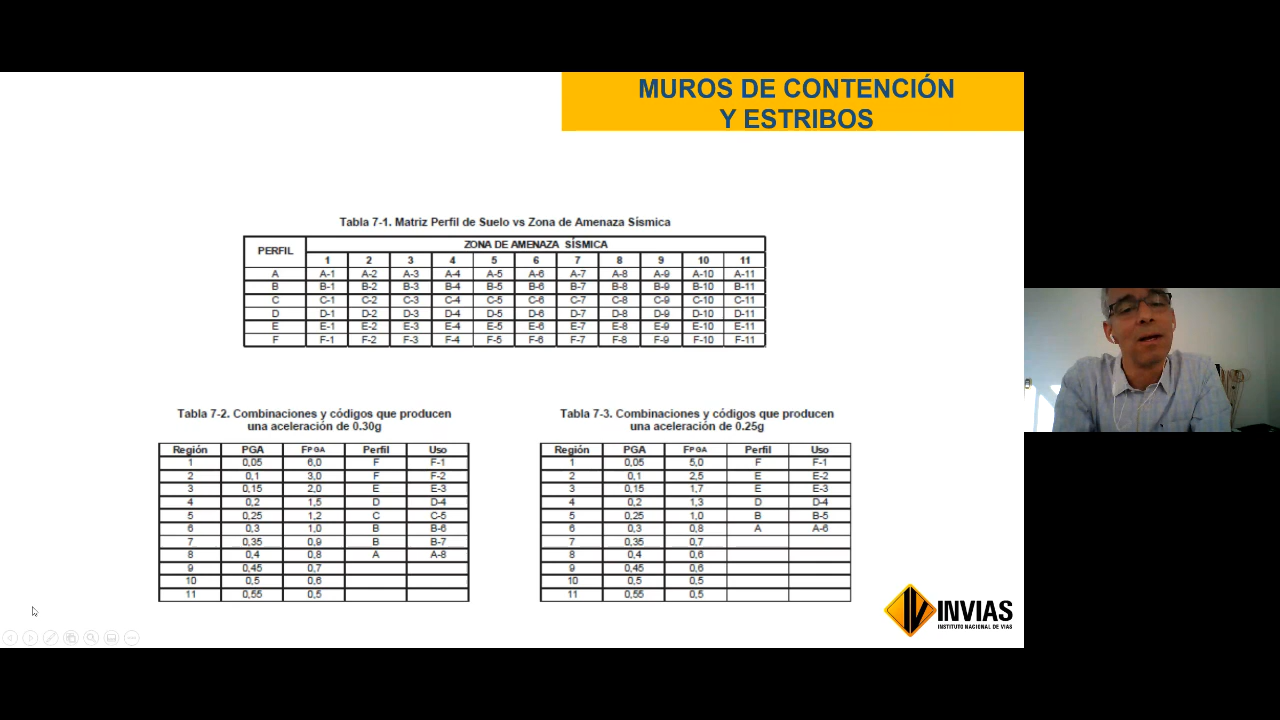 MUROS DE CONTENCIÓN
Y ESTRIBOS
Tabla 7-1. Matriz Perfil de Suelo vs Zona de Amenaza Sísmica
PERFIL ZONA DE AMENAZA SÍSMICA
1 2 3 4 5 6 7 8 9 10 11
A A-1 A-2 A-3 A-4 A-5 A-6 A-7 A-8 A-9 A-10 A-11
B B-1 B-2 B-3 B-4 B-5 B-6 B-7 B-8 B-9 B-10 B-11
C C-1 C-2 C-3 C-4 C-5 C-6 C-7 C-8 C-9 C-10 C-11
D D-1 D-2 D-3 D-4 D-5 D-6 D-7 D-8 D-9 D-10 D-11
E E-1 E-2 E-3 E-4 E-5 E-6 E-7 E-8 E-9 E-10 E-11
F F-1 F-2 F-3 F-4 F-5 F-6 F-7 F-8 F-9 F-10 F-11
Tabla 7-2. Combinaciones y códigos que producen
una aceleración de 0.30g
Región PGA FPGA Perfil Uso
1 0,05 6,0 F F-1
2 0,1 3,0 F F-2
3 0,15 2,0 E E-3
4 0,2 1,5 D D-4
5 0,25 1,2 C C-5
6 0,3 1,0 B B-6
7 0,35 0,9 B B-7
8 0,4 0,8 A A-8
9 0,45 0,7
10 0,5 0,6
11 0,55 0,5
Tabla 7-3. Combinaciones y códigos que producen
una aceleración de 0.25g
Región PGA FPGA Perfil Uso
1 0,05 5,0 F F-1
2 0,1 2,5 E E-2
3 0,15 1,7 E E-3
4 0,2 1,3 D D-4
5 0,25 1,0 B B-5
6 0,3 0,8 A A-6
7 0,35 0,7
8 0,4 0,6
9 0,45 0,6
10 0,5 0,5
11 0,55 0,5
INVIAS
INSTITUTO NACIONAL DE VIAS